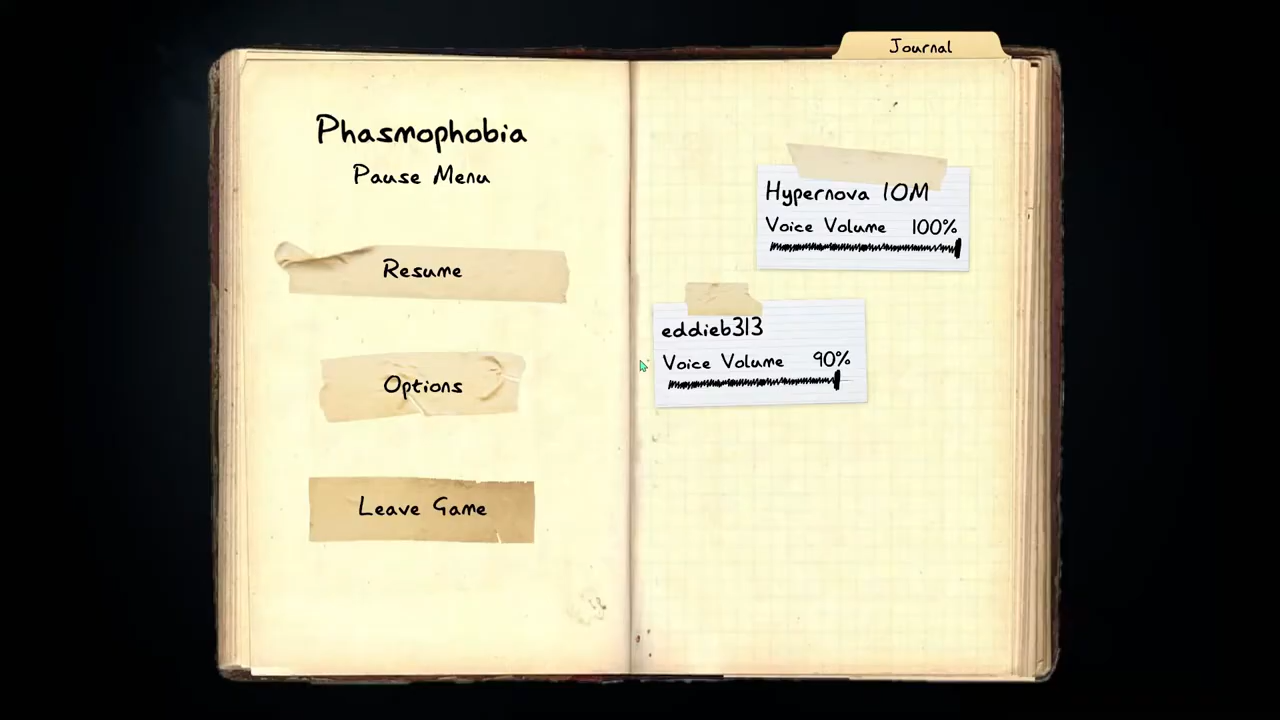 Journal
Phasmophobia
Pause Menu
Resume
Options
Leave Game
Hypernova 10M
Voice Volume 100%
eddieb313
Voice Volume 90%